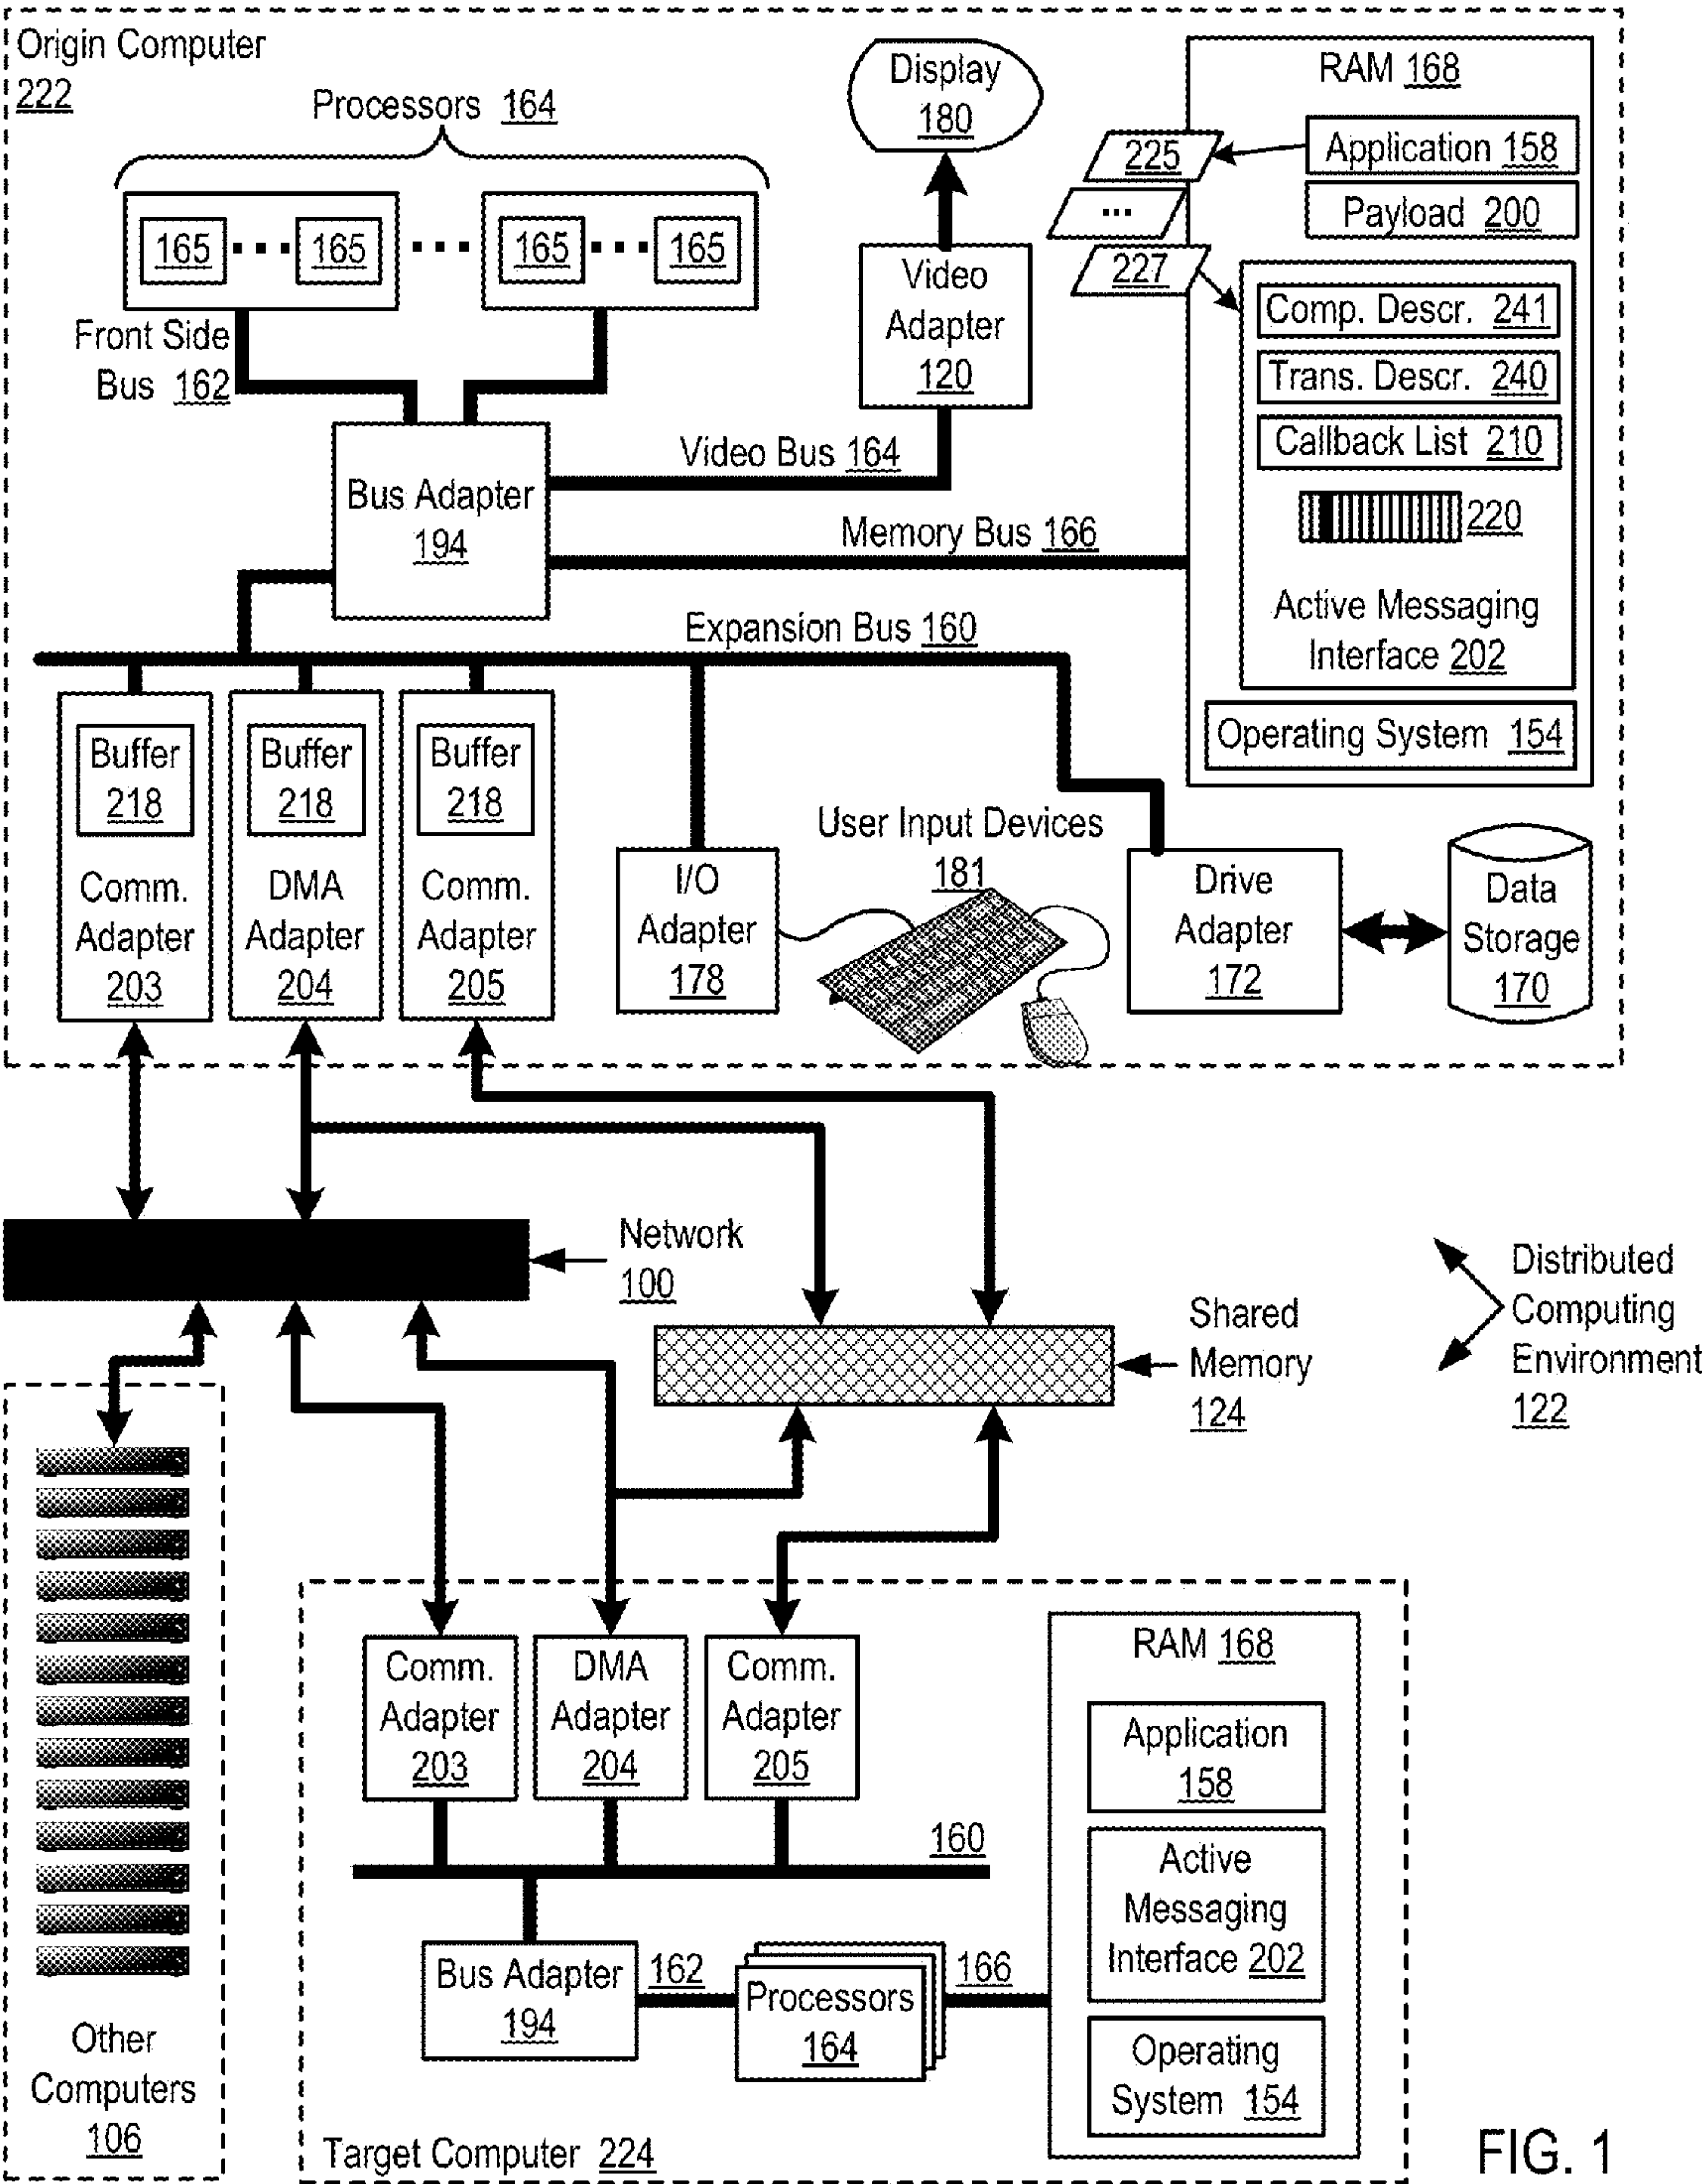 Origin Computer
222
Processors 164
165 ... 165 .... 165 ... 165
Front Side
Bus 162
Display
180
Video
Adapter
120
RAM 168
225
...
227
Application 158
Payload 200
Comp. Descr. 241
Trans. Descr. 240
Callback List 210
220
Active Messaging
Interface 202
Operating System 154
Bus Adapter
194
Video Bus 164
Memory Bus 166
Expansion Bus 160
Buffer
218
Comm.
Adapter
203
Buffer
218
DMA
Adapter
204
Buffer
218
Comm.
Adapter
205
I/O
Adapter
178
User Input Devices
181
Drive
Adapter
172
Data
Storage
170
Network
100
Shared
Memory
124
Distributed
Computing
Environment
122
Other
Computers
106
Comm.
Adapter
203
DMA
Adapter
204
Comm.
Adapter
205
160
Bus Adapter
194
162
Processors
164
166
RAM 168
Application
158
Active
Messaging
Interface 202
Operating
System 154
Target Computer 224
FIG. 1